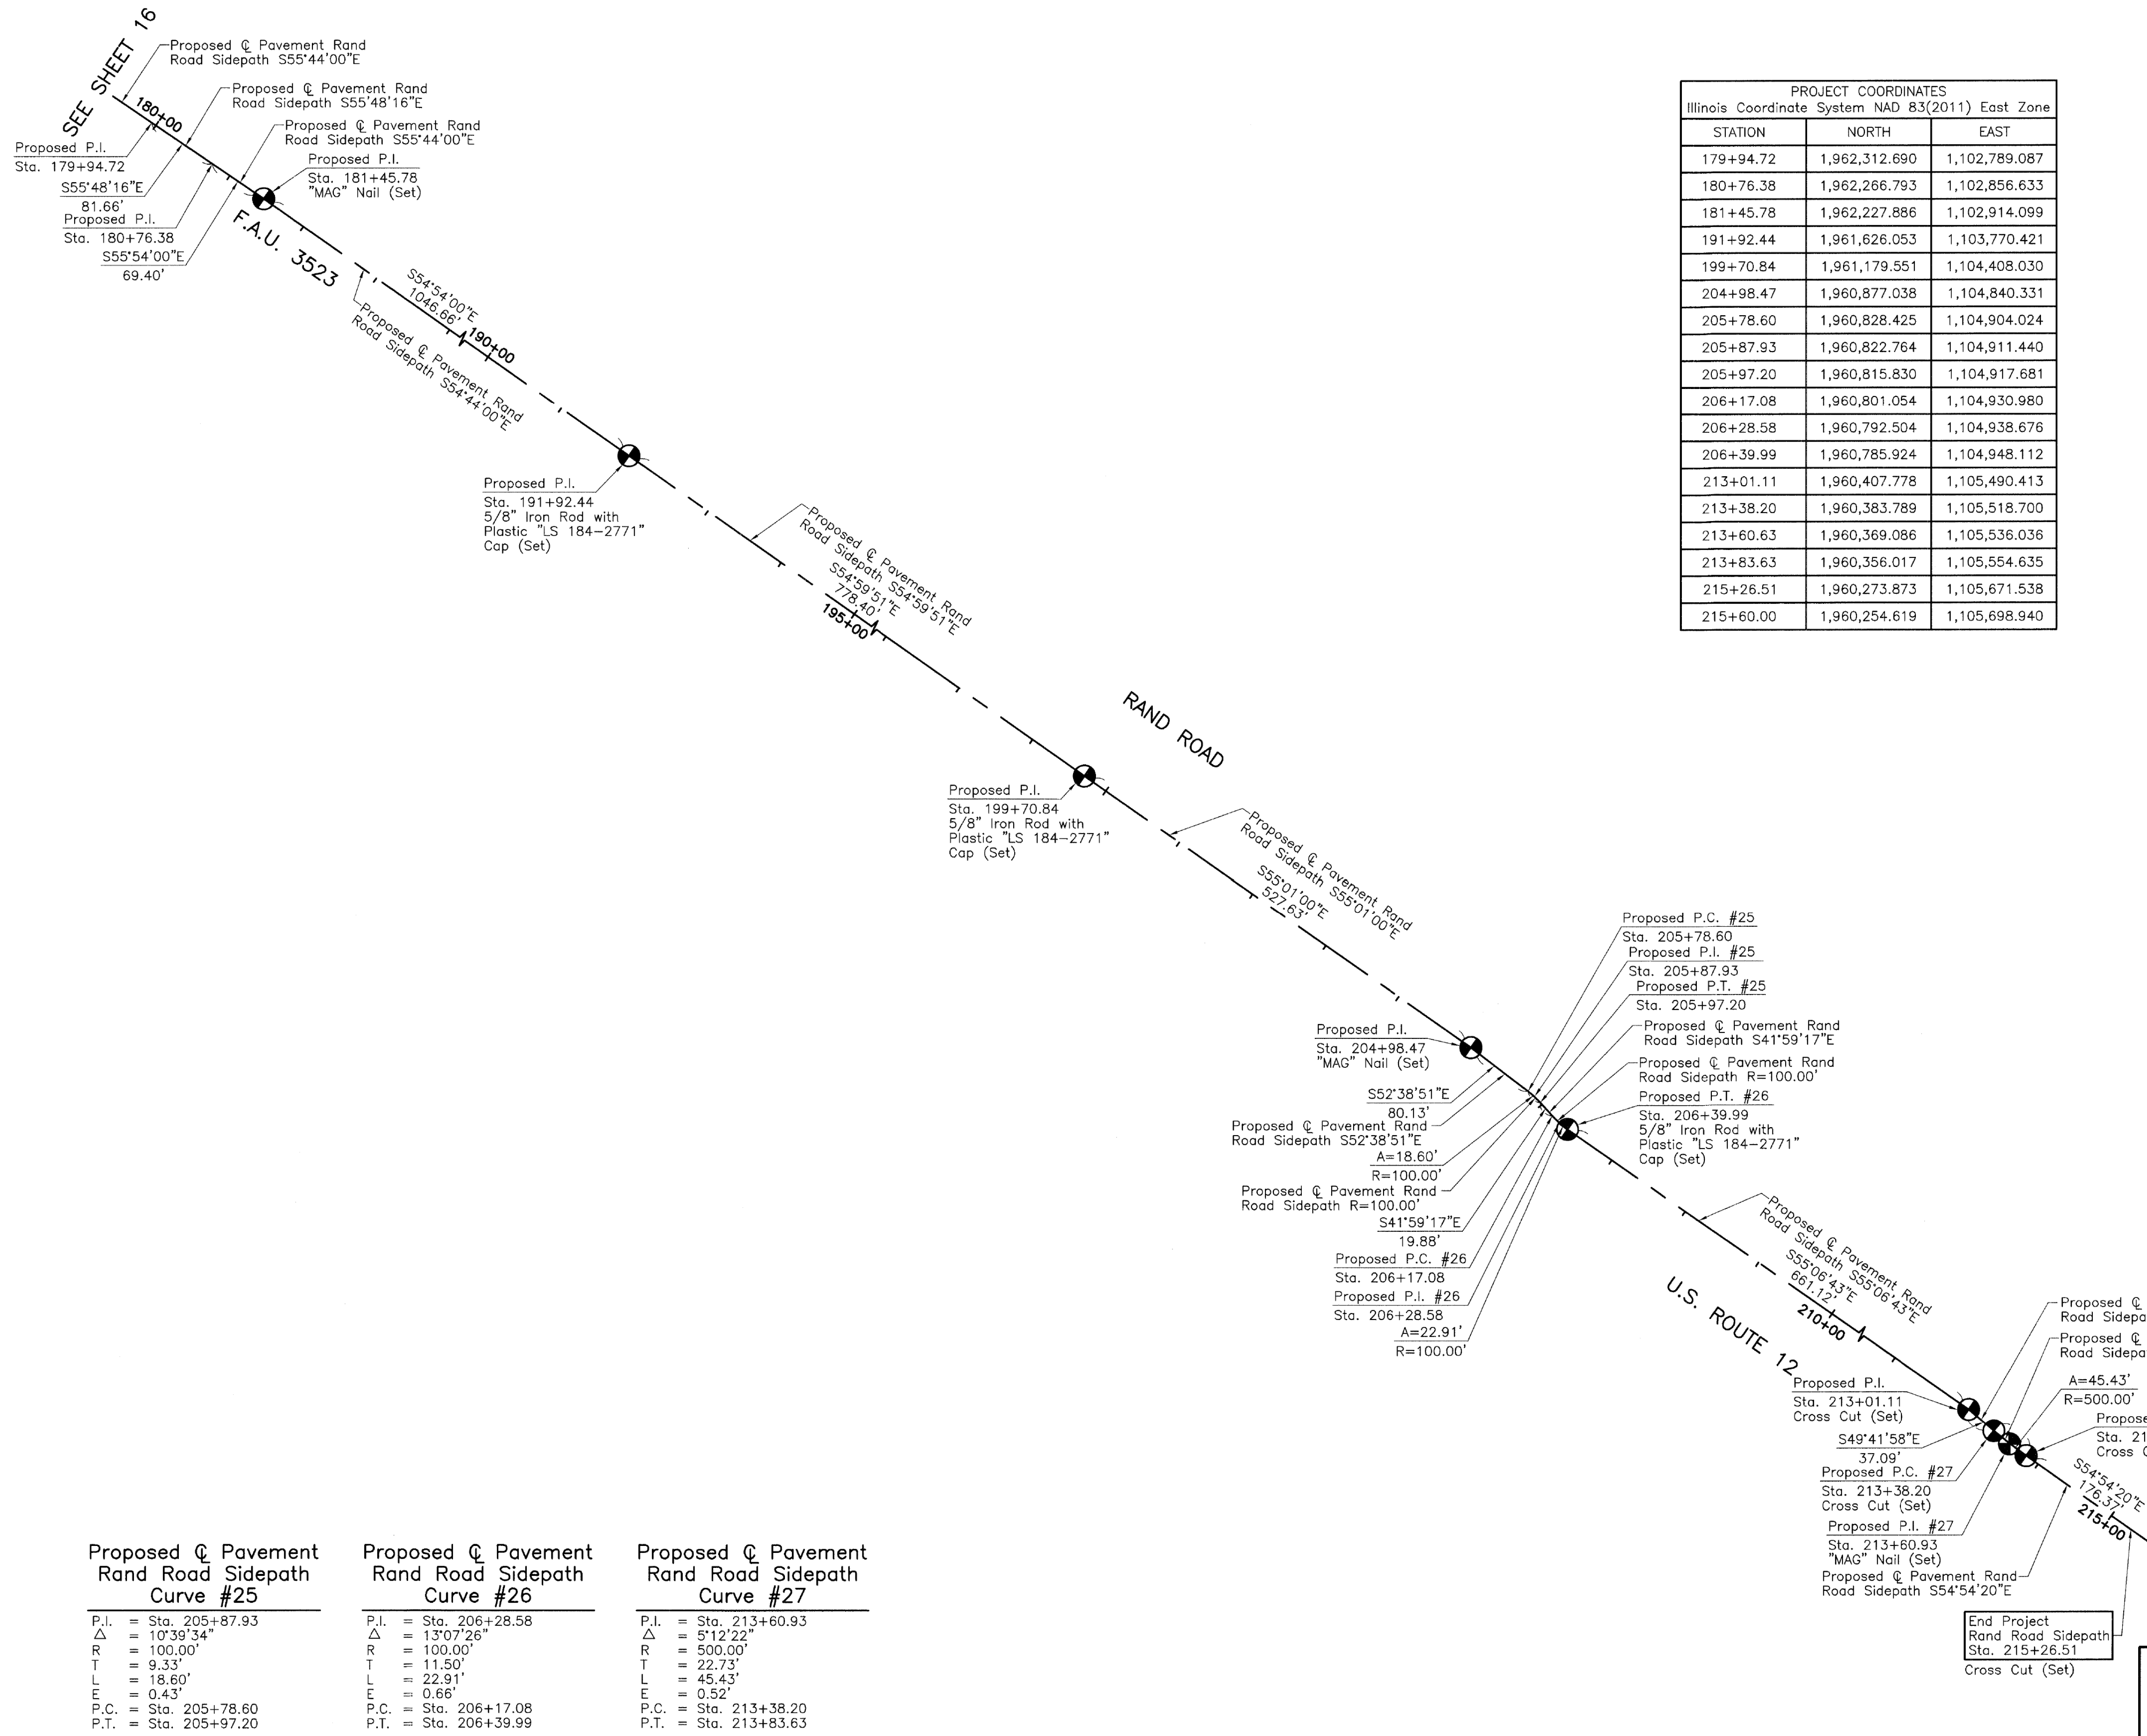 SEE SHEET 16
Proposed ℄ Pavement Rand
Road Sidepath S55°44'00"E
Proposed ℄ Pavement Rand
Road Sidepath S55°48'16"E
Proposed ℄ Pavement Rand
Road Sidepath S55°44'00"E
180+00
Proposed P.I.
Sta. 179+94.72
S55°48'16"E
81.66'
Proposed P.I.
Sta. 180+76.38
S55°54'00"E
69.40'
Proposed P.I.
Sta. 181+45.78
"MAG" Nail (Set)
F.A.U. 3523
S54°54'00"E
1046.66'
190+00
Proposed ℄ Pavement Rand
Road Sidepath S54°44'00"E
Proposed P.I.
Sta. 191+92.44
5/8" Iron Rod with
Plastic "LS 184-2771"
Cap (Set)
Proposed ℄ Pavement Rand
Road Sidepath S54°59'51"E
S54°59'51"E
778.40'
195+00
RAND ROAD
Proposed P.I.
Sta. 199+70.84
5/8" Iron Rod with
Plastic "LS 184-2771"
Cap (Set)
Proposed ℄ Pavement Rand
Road Sidepath S55°01'00"E
S55°01'00"E
527.63'
PROJECT COORDINATES
Illinois Coordinate System NAD 83(2011) East Zone
STATION NORTH EAST
179+94.72 1,962,312.690 1,102,789.087
180+76.38 1,962,266.793 1,102,856.633
181+45.78 1,962,227.886 1,102,914.099
191+92.44 1,961,626.053 1,103,770.421
199+70.84 1,961,179.551 1,104,408.030
204+98.47 1,960,877.038 1,104,840.331
205+78.60 1,960,828.425 1,104,904.024
205+87.93 1,960,822.764 1,104,911.440
205+97.20 1,960,815.830 1,104,917.681
206+17.08 1,960,801.054 1,104,930.980
206+28.58 1,960,792.504 1,104,938.676
206+39.99 1,960,785.924 1,104,948.112
213+01.11 1,960,407.778 1,105,490.413
213+38.20 1,960,383.789 1,105,518.700
213+60.63 1,960,369.086 1,105,536.036
213+83.63 1,960,356.017 1,105,554.635
215+26.51 1,960,273.873 1,105,671.538
215+60.00 1,960,254.619 1,105,698.940
Proposed P.C. #25
Sta. 205+78.60
Proposed P.I. #25
Sta. 205+87.93
Proposed P.T. #25
Sta. 205+97.20
Proposed ℄ Pavement Rand
Road Sidepath S41°59'17"E
Proposed ℄ Pavement Rand
Road Sidepath R=100.00'
Proposed P.T. #26
Sta. 206+39.99
5/8" Iron Rod with
Plastic "LS 184-2771"
Cap (Set)
Proposed P.I.
Sta. 204+98.47
"MAG" Nail (Set)
S52°38'51"E
80.13'
Proposed ℄ Pavement Rand
Road Sidepath S52°38'51"E
A=18.60'
R=100.00'
Proposed ℄ Pavement Rand
Road Sidepath R=100.00'
S41°59'17"E
19.88'
Proposed P.C. #26
Sta. 206+17.08
Proposed P.I. #26
Sta. 206+28.58
A=22.91'
R=100.00'
Proposed ℄ Pavement Rand
Road Sidepath S55°06'43"E
S55°06'43"E
661.12'
210+00
U.S. ROUTE 12
Proposed ℄
Road Sidepa
Proposed ℄
Road Sidepa
A=45.43'
R=500.00'
Propose
Sta. 21
Cross C
Proposed P.I.
Sta. 213+01.11
Cross Cut (Set)
S49°41'58"E
37.09'
Proposed P.C. #27
Sta. 213+38.20
Cross Cut (Set)
Proposed P.I. #27
Sta. 213+60.93
"MAG" Nail (Set)
Proposed ℄ Pavement Rand
Road Sidepath S54°54'20"E
S54°54'20"E
176.37'
215+00
End Project
Rand Road Sidepath
Sta. 215+26.51
Cross Cut (Set)
Proposed ℄ Pavement
Rand Road Sidepath
Curve #25
P.I. = Sta. 205+87.93
△ = 10°39'34"
R = 100.00'
T = 9.33'
L = 18.60'
E = 0.43'
P.C. = Sta. 205+78.60
P.T. = Sta. 205+97.20
Proposed ℄ Pavement
Rand Road Sidepath
Curve #26
P.I. = Sta. 206+28.58
△ = 13°07'26"
R = 100.00'
T = 11.50'
L = 22.91'
E = 0.66'
P.C. = Sta. 206+17.08
P.T. = Sta. 206+39.99
Proposed ℄ Pavement
Rand Road Sidepath
Curve #27
P.I. = Sta. 213+60.93
△ = 5°12'22"
R = 500.00'
T = 22.73'
L = 45.43'
E = 0.52'
P.C. = Sta. 213+38.20
P.T. = Sta. 213+83.63